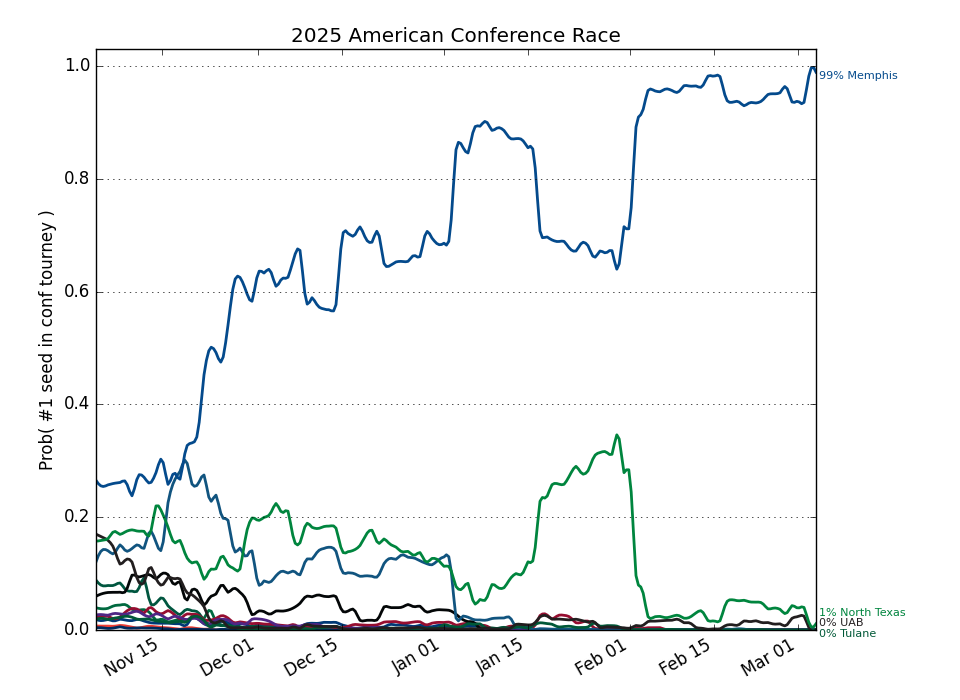 2025 American Conference Race
Prob( #1 seed in conf tourney )
1.0
0.8
0.6
0.4
0.2
0.0
99% Memphis
1% North Texas
0% UAB
0% Tulane
Nov 15
Dec 01
Dec 15
Jan 01
Jan 15
Feb 01
Feb 15
Mar 01